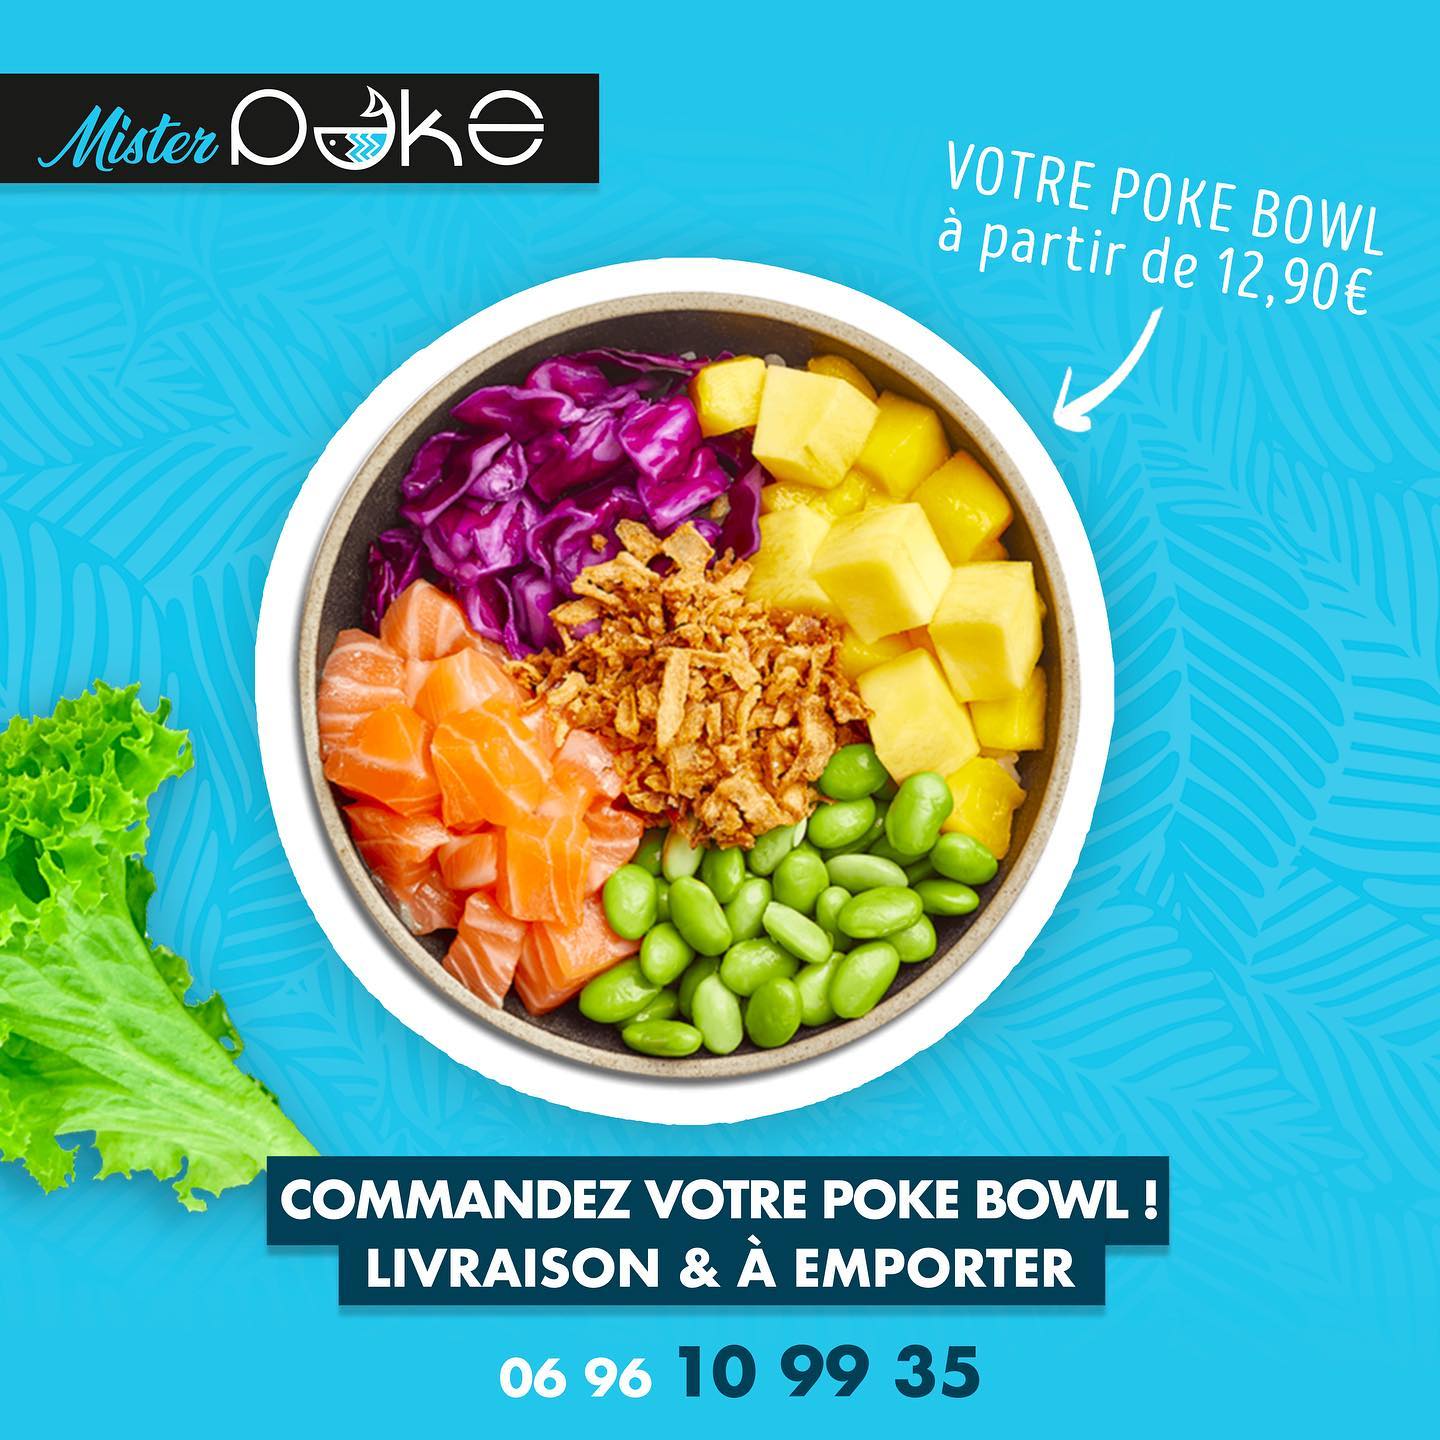 Mister poke
VOTRE POKE BOWL
à partir de 12,90€
COMMANDEZ VOTRE POKE BOWL !
LIVRAISON & À EMPORTER
06 96 10 99 35